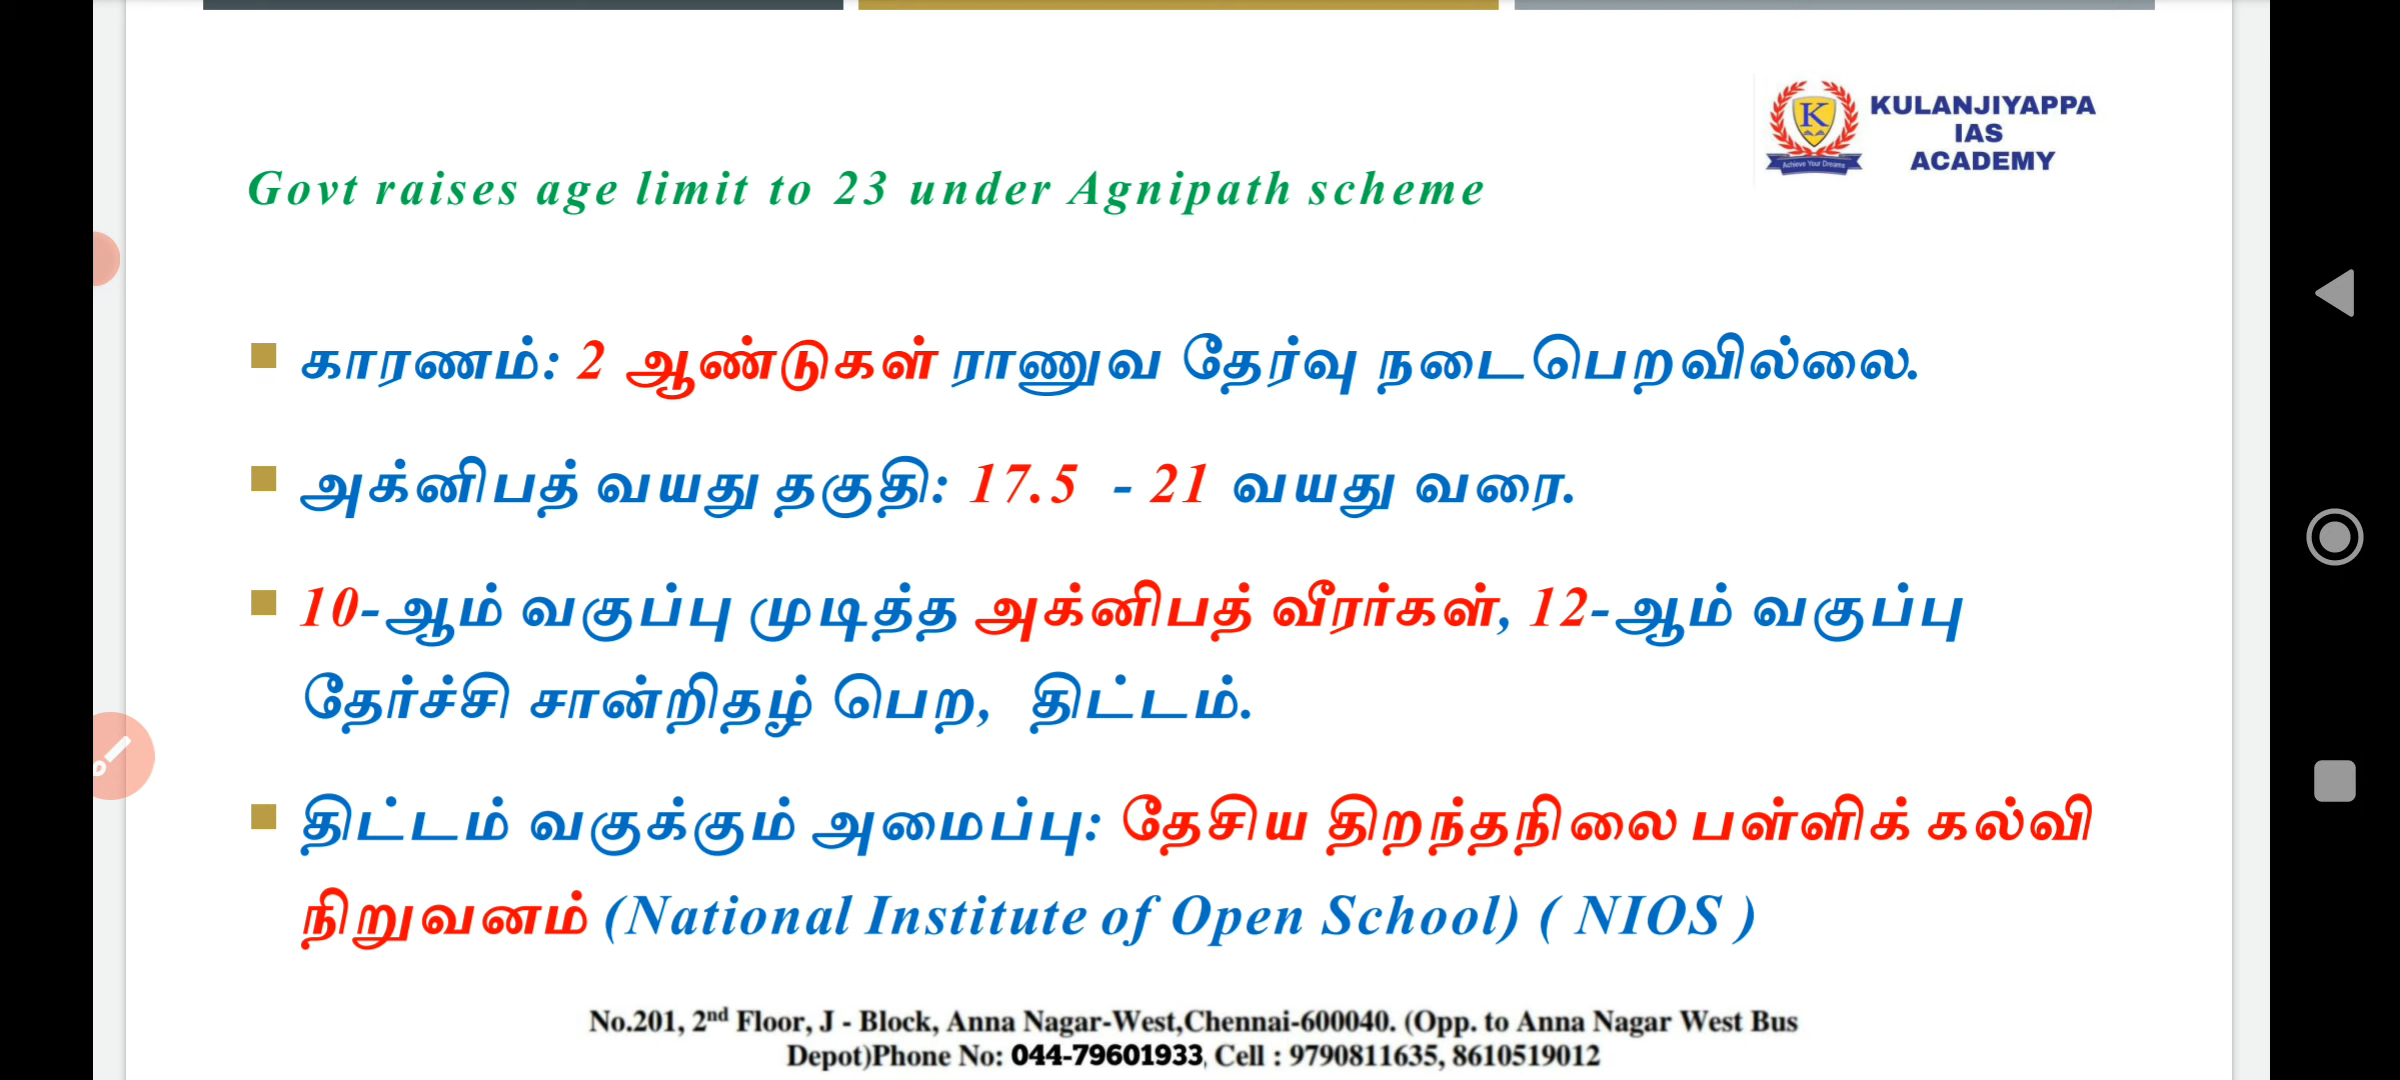 KULANJIYAPPA
IAS
ACADEMY
K
Achieve Your Dreams
Govt raises age limit to 23 under Agnipath scheme
காரணம்: 2 ஆண்டுகள் ராணுவ தேர்வு நடைபெறவில்லை.
அக்னிபத் வயது தகுதி: 17.5 - 21 வயது வரை.
10-ஆம் வகுப்பு முடித்த அக்னிபத் வீரர்கள், 12-ஆம் வகுப்பு
தேர்ச்சி சான்றிதழ் பெற, திட்டம்.
திட்டம் வகுக்கும் அமைப்பு: தேசிய திறந்தநிலை பள்ளிக் கல்வி
நிறுவனம் (National Institute of Open School) ( NIOS )
No.201, 2nd Floor, J - Block, Anna Nagar-West,Chennai-600040. (Opp. to Anna Nagar West Bus
Depot)Phone No: 044-79601933, Cell : 9790811635, 8610519012